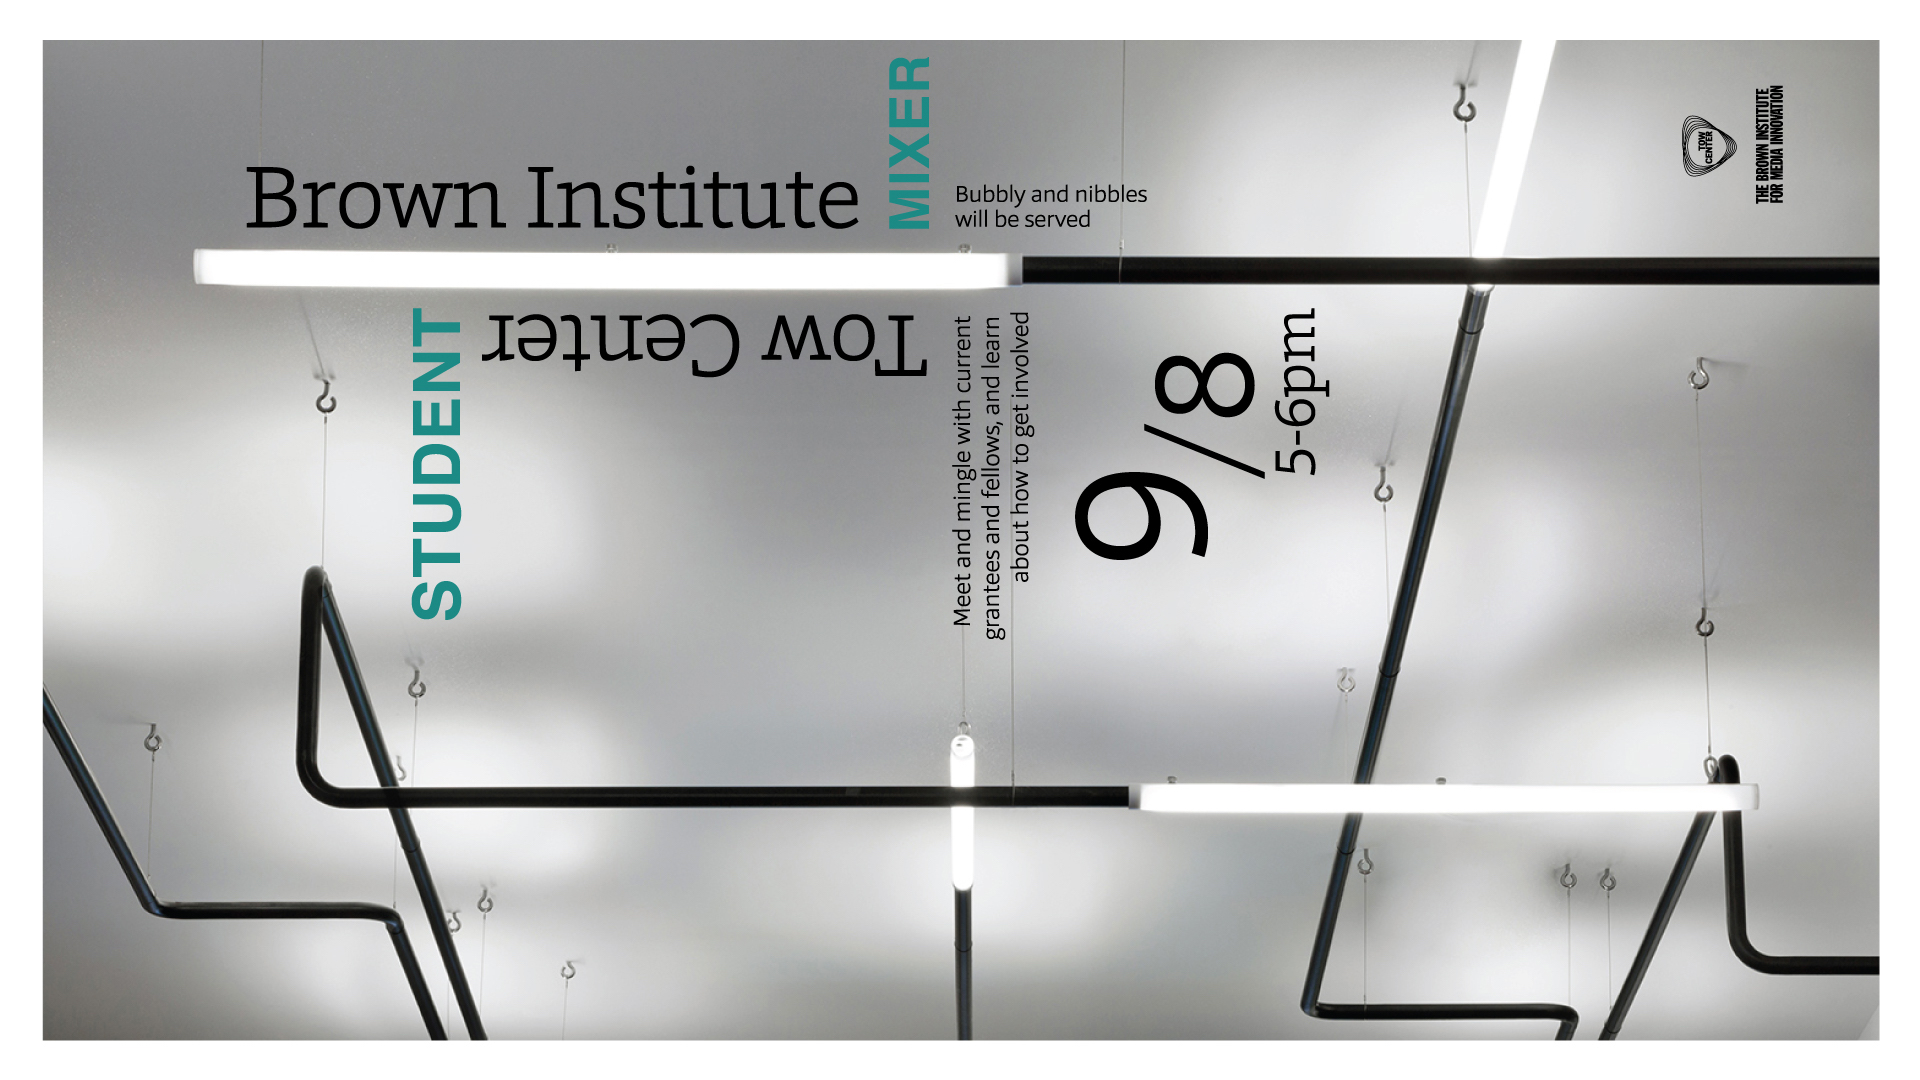 Brown Institute
MIXER
Bubbly and nibbles
will be served
STUDENT
Tow Center
Meet and mingle with current
grantees and fellows, and learn
about how to get involved
9/8
5-6pm
TOW
CENTER
THE BROWN INSTITUTE
FOR MEDIA INNOVATION